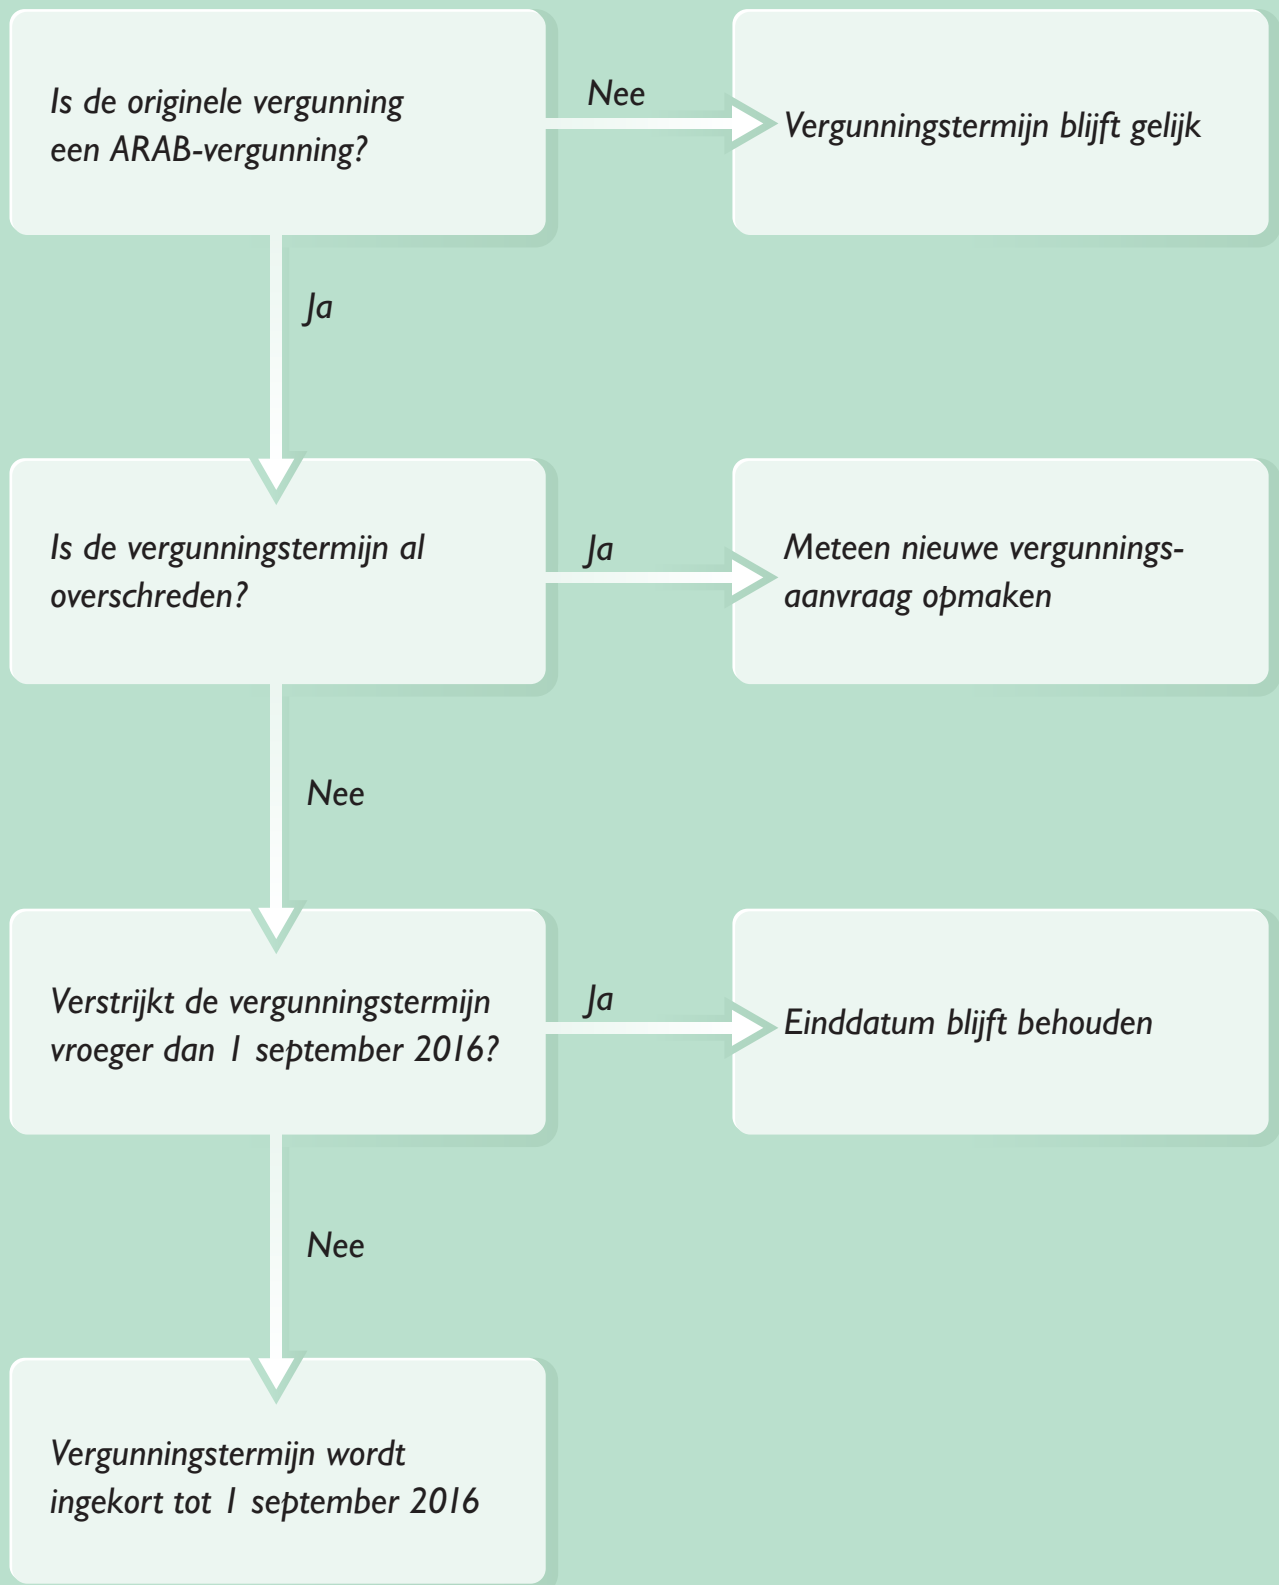 Is de originele vergunning
een ARAB-vergunning?
Nee
Vergunningstermijn blijft gelijk
Ja
Is de vergunningstermijn al
overschreden?
Ja
Meteen nieuwe vergunnings-
aanvraag opmaken
Nee
Verstrijkt de vergunningstermijn
vroeger dan 1 september 2016?
Ja
Einddatum blijft behouden
Nee
Vergunningstermijn wordt
ingekort tot 1 september 2016